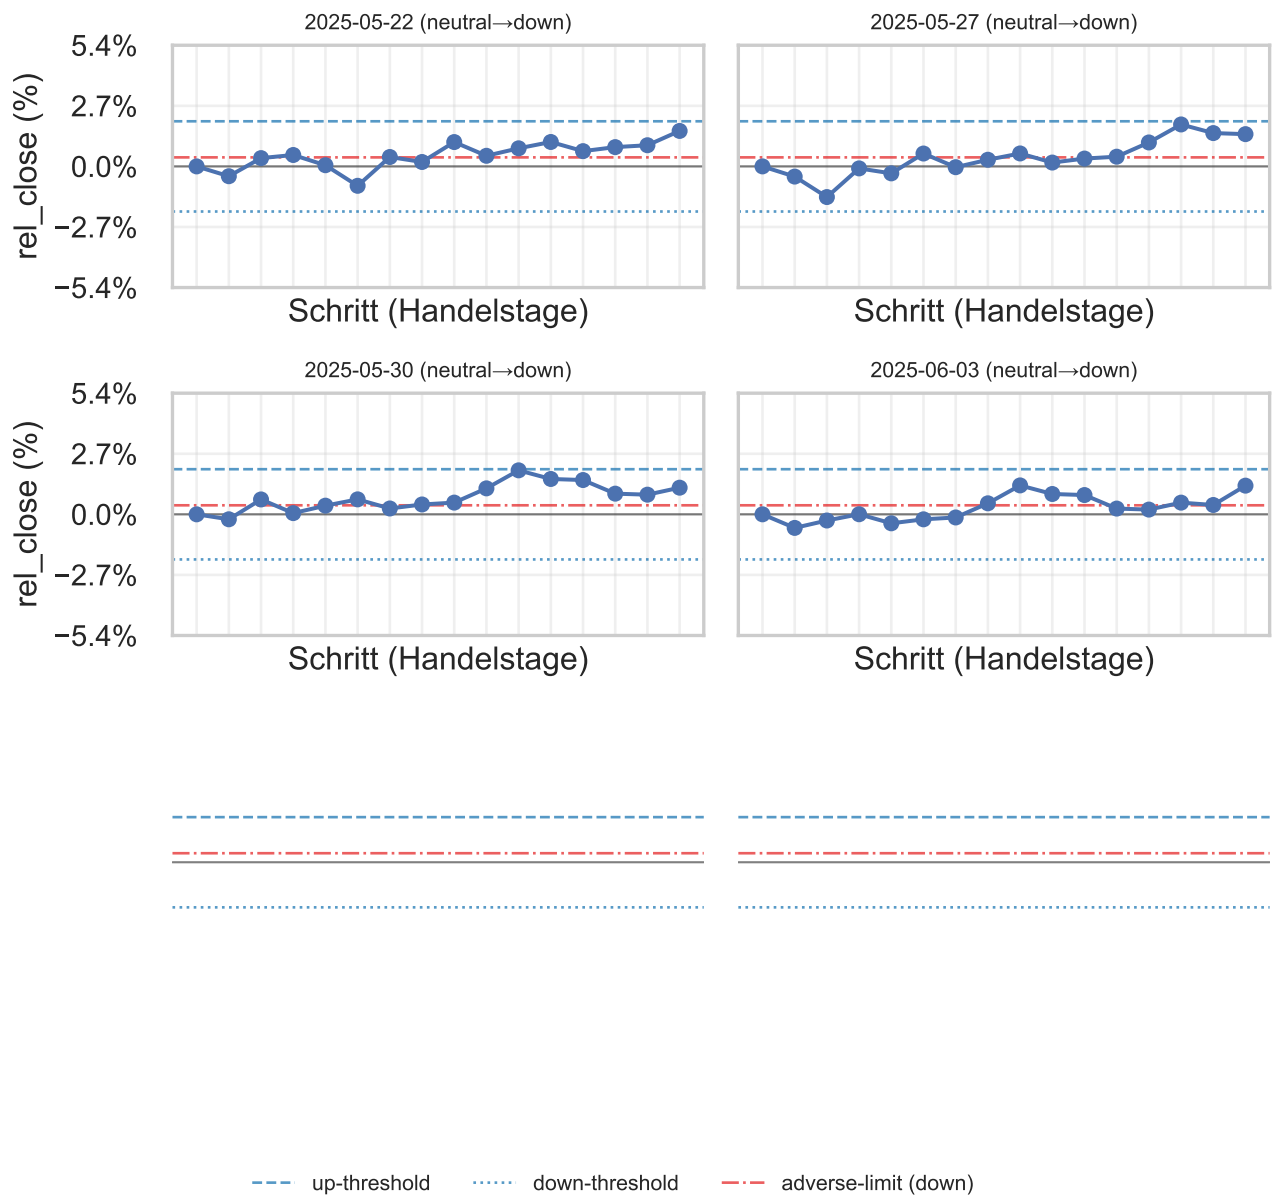 2025-05-22 (neutral→down)
2025-05-27 (neutral→down)
5.4%
2.7%
0.0%
−2.7%
−5.4%
rel_close (%)
Schritt (Handelstage)
Schritt (Handelstage)
2025-05-30 (neutral→down)
2025-06-03 (neutral→down)
5.4%
2.7%
0.0%
−2.7%
−5.4%
rel_close (%)
Schritt (Handelstage)
Schritt (Handelstage)
up-threshold
down-threshold
adverse-limit (down)